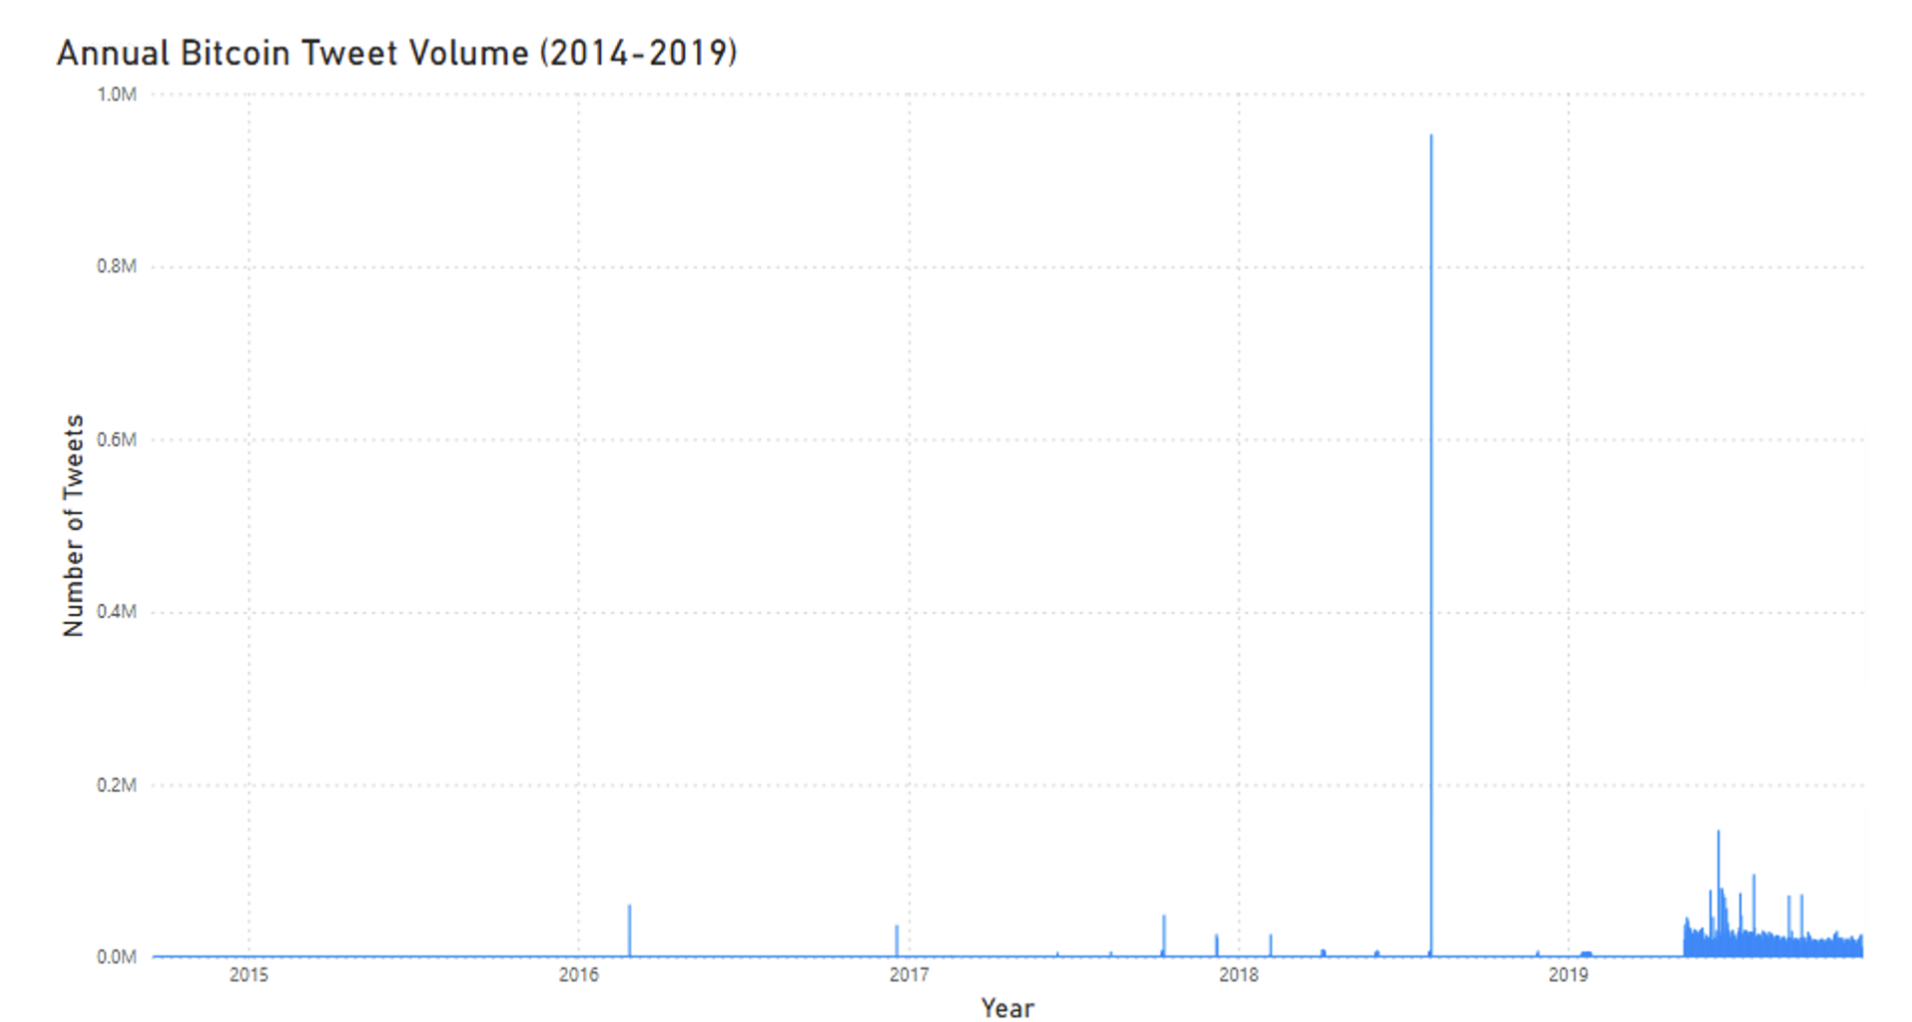 Annual Bitcoin Tweet Volume (2014-2019)
1.0M
0.8M
0.6M
0.4M
0.2M
0.0M
Number of Tweets
2015 2016 2017 2018 2019
Year